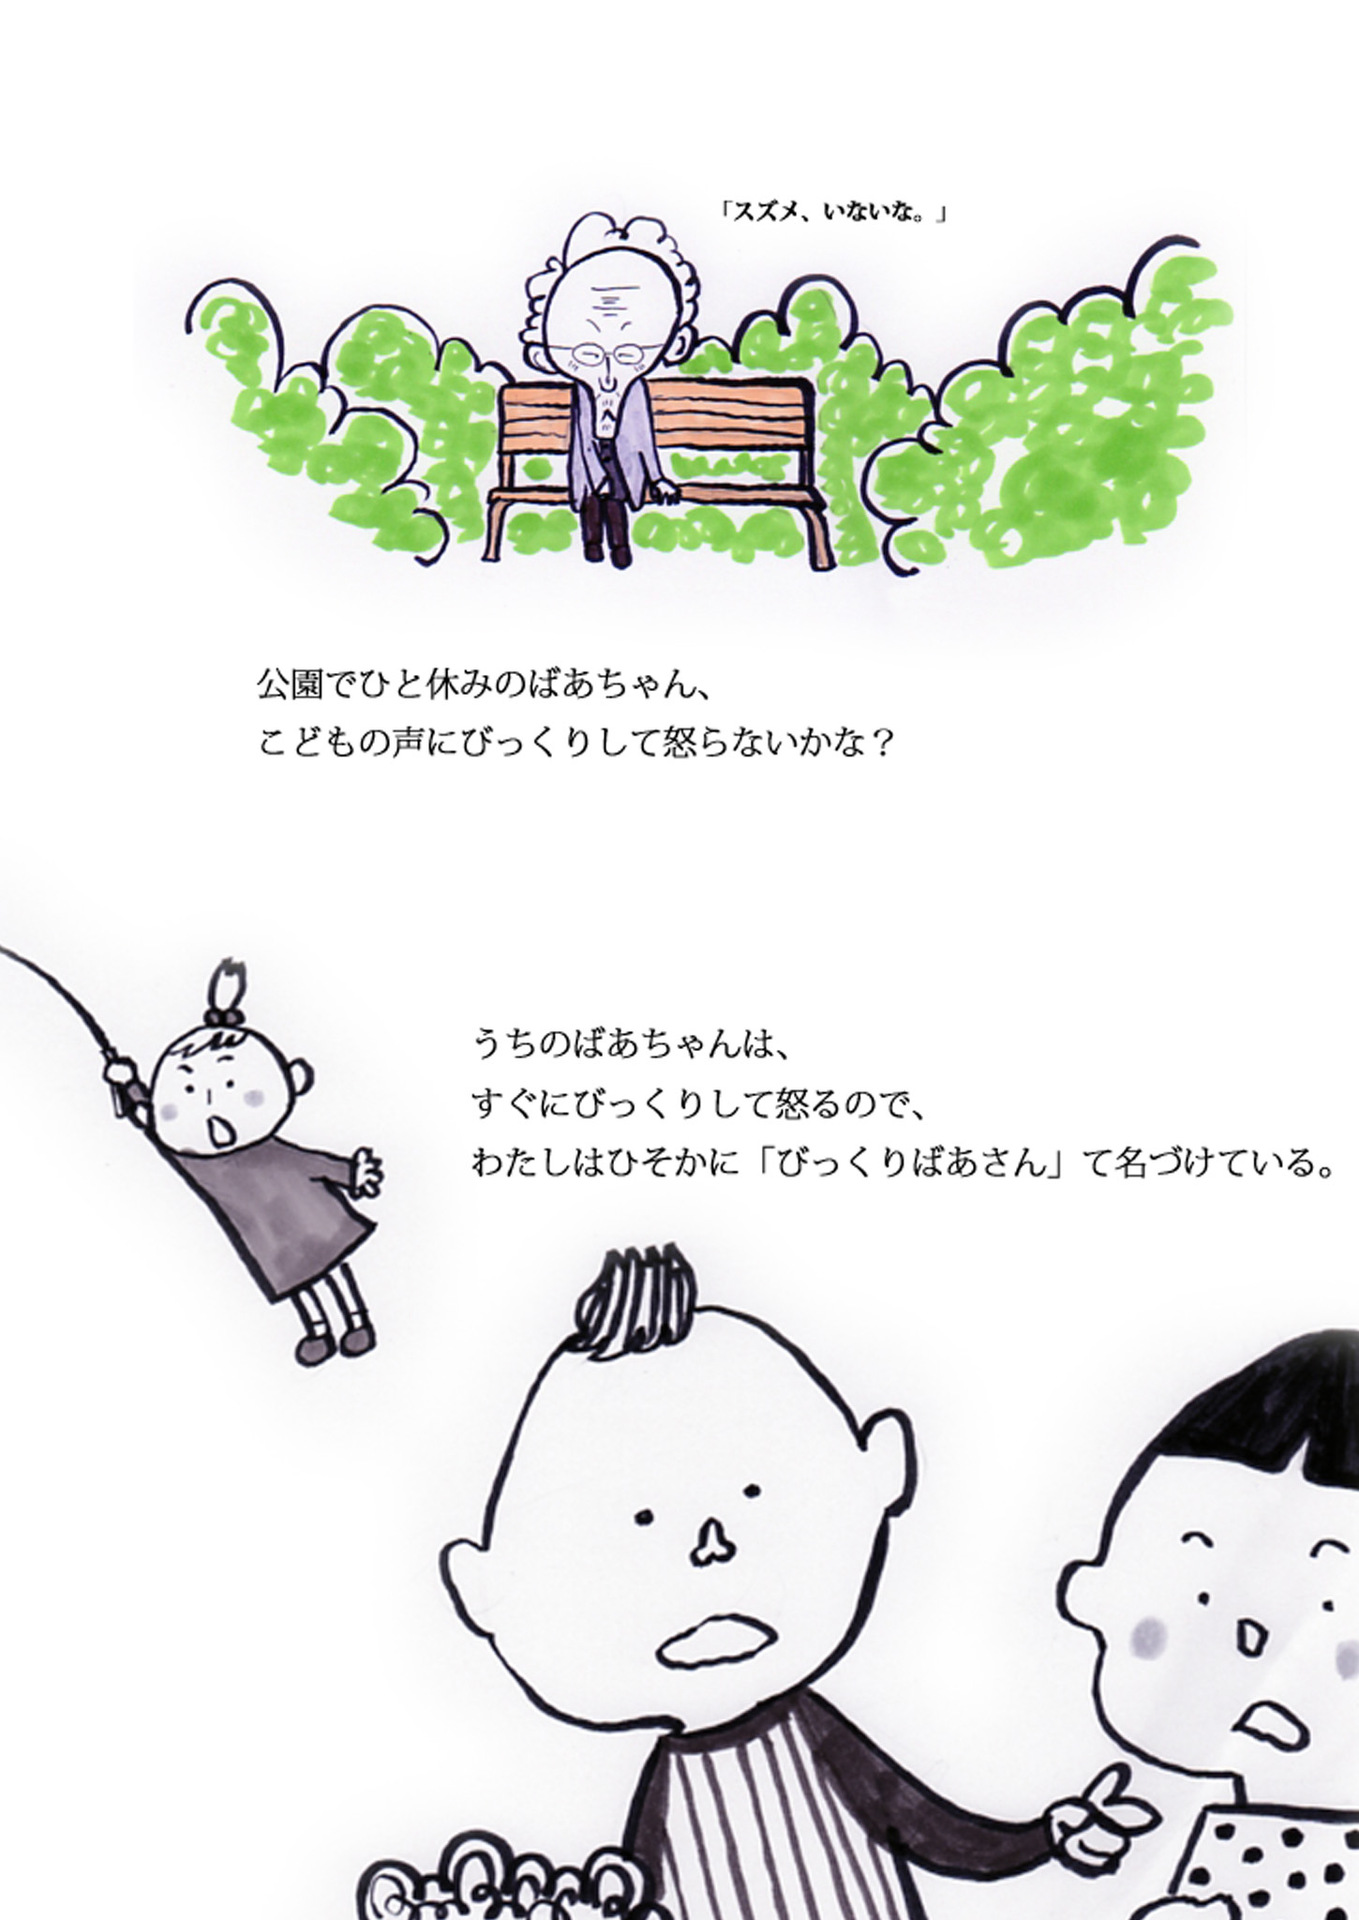 「スズメ、いないな。」
公園でひと休みのばあちゃん、
こどもの声にびっくりして怒らないかな？
うちのばあちゃんは、
すぐにびっくりして怒るので、
わたしはひそかに「びっくりばあさん」て名づけている。